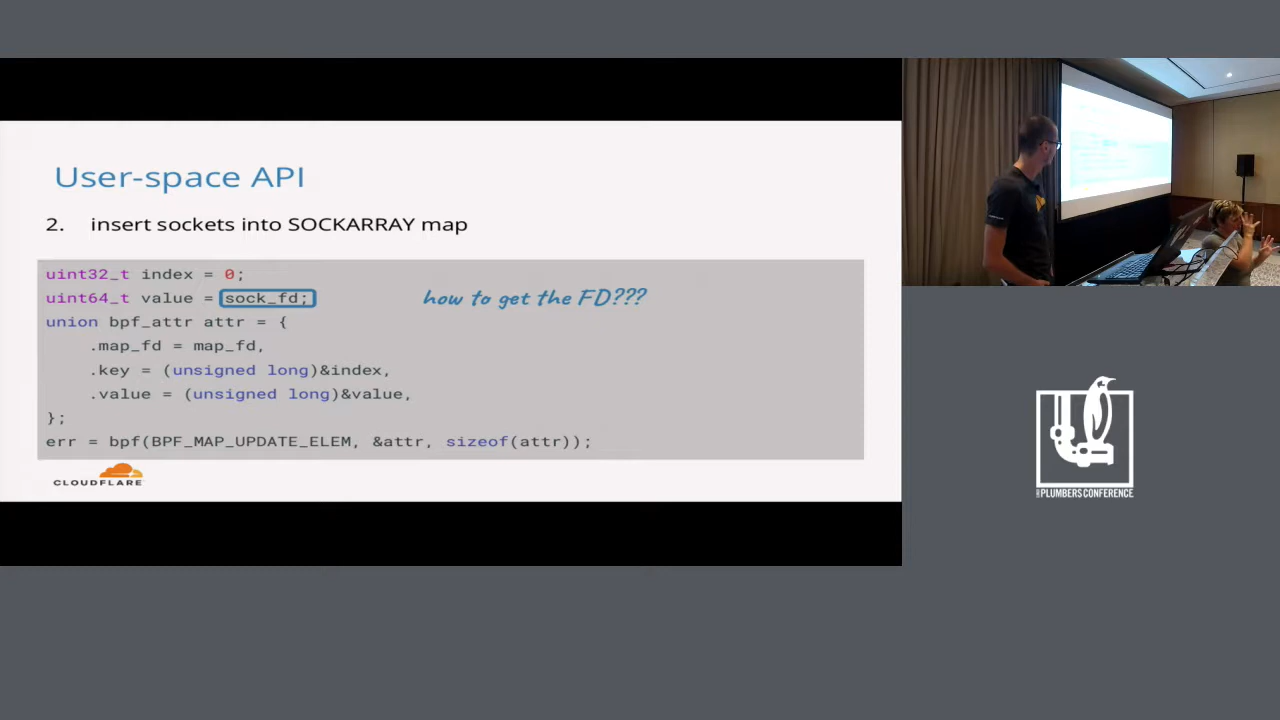 User-space API
2. insert sockets into SOCKARRAY map
uint32_t index = 0;
uint64_t value = sock_fd;
how to get the FD???
union bpf_attr attr = {
.map_fd = map_fd,
.key = (unsigned long)&index,
.value = (unsigned long)&value,
};
err = bpf(BPF_MAP_UPDATE_ELEM, &attr, sizeof(attr));
CLOUDFLARE
PLUMBERS CONFERENCE